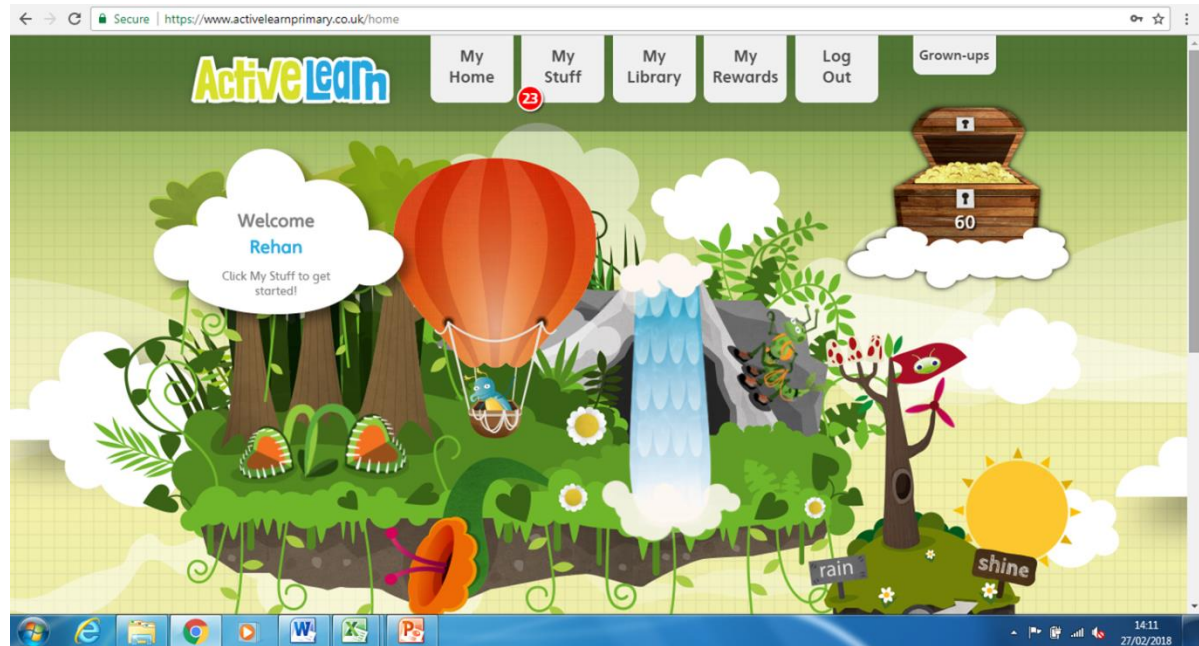 Secure | https://www.activelearnprimary.co.uk/home
ActiveLearn
My Home
My Stuff
23
My Library
My Rewards
Log Out
Grown-ups
60
Welcome
Rehan
Click My Stuff to get
started!
rain
shine
14:11
27/02/2018